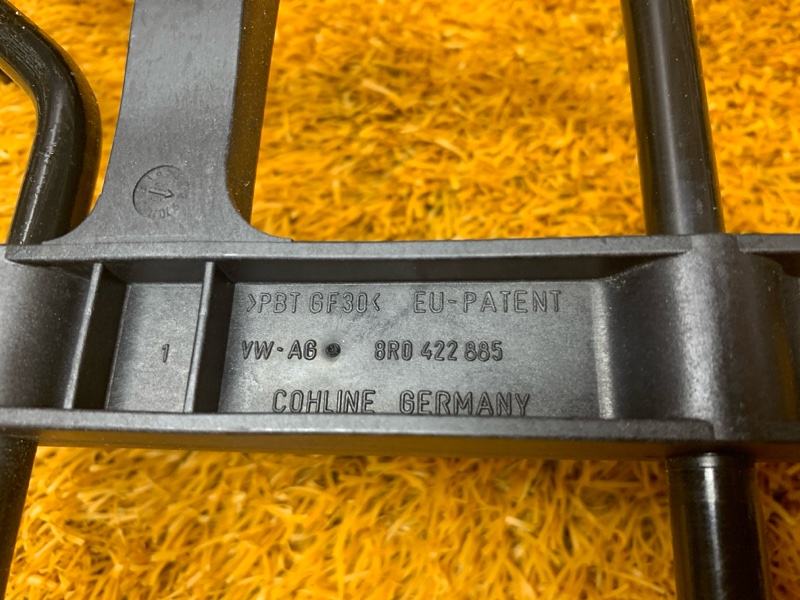 >PBT GF30< EU-PATENT
1 VW-AG 8R0 422 885
COHLINE GERMANY